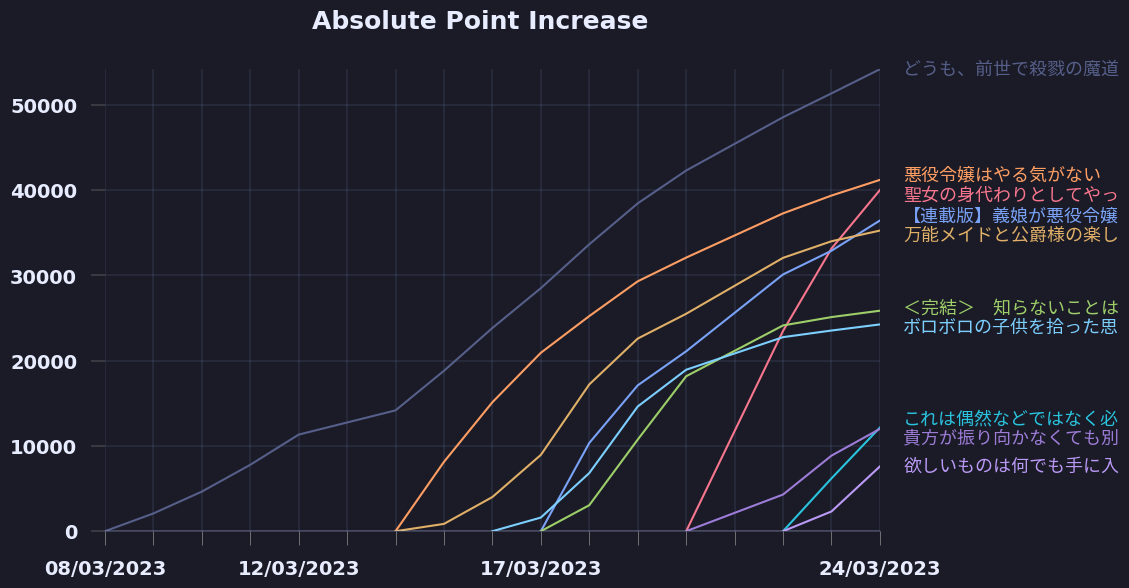 Absolute Point Increase
50000
40000
30000
20000
10000
0
08/03/2023
12/03/2023
17/03/2023
24/03/2023
どうも、前世で殺戮の魔道
悪役令嬢はやる気がない
聖女の身代わりとしてやっ
【連載版】義娘が悪役令嬢
万能メイドと公爵様の楽し
＜完結＞　知らないことは
ボロボロの子供を拾った思
これは偶然などではなく必
貴方が振り向かなくても別
欲しいものは何でも手に入